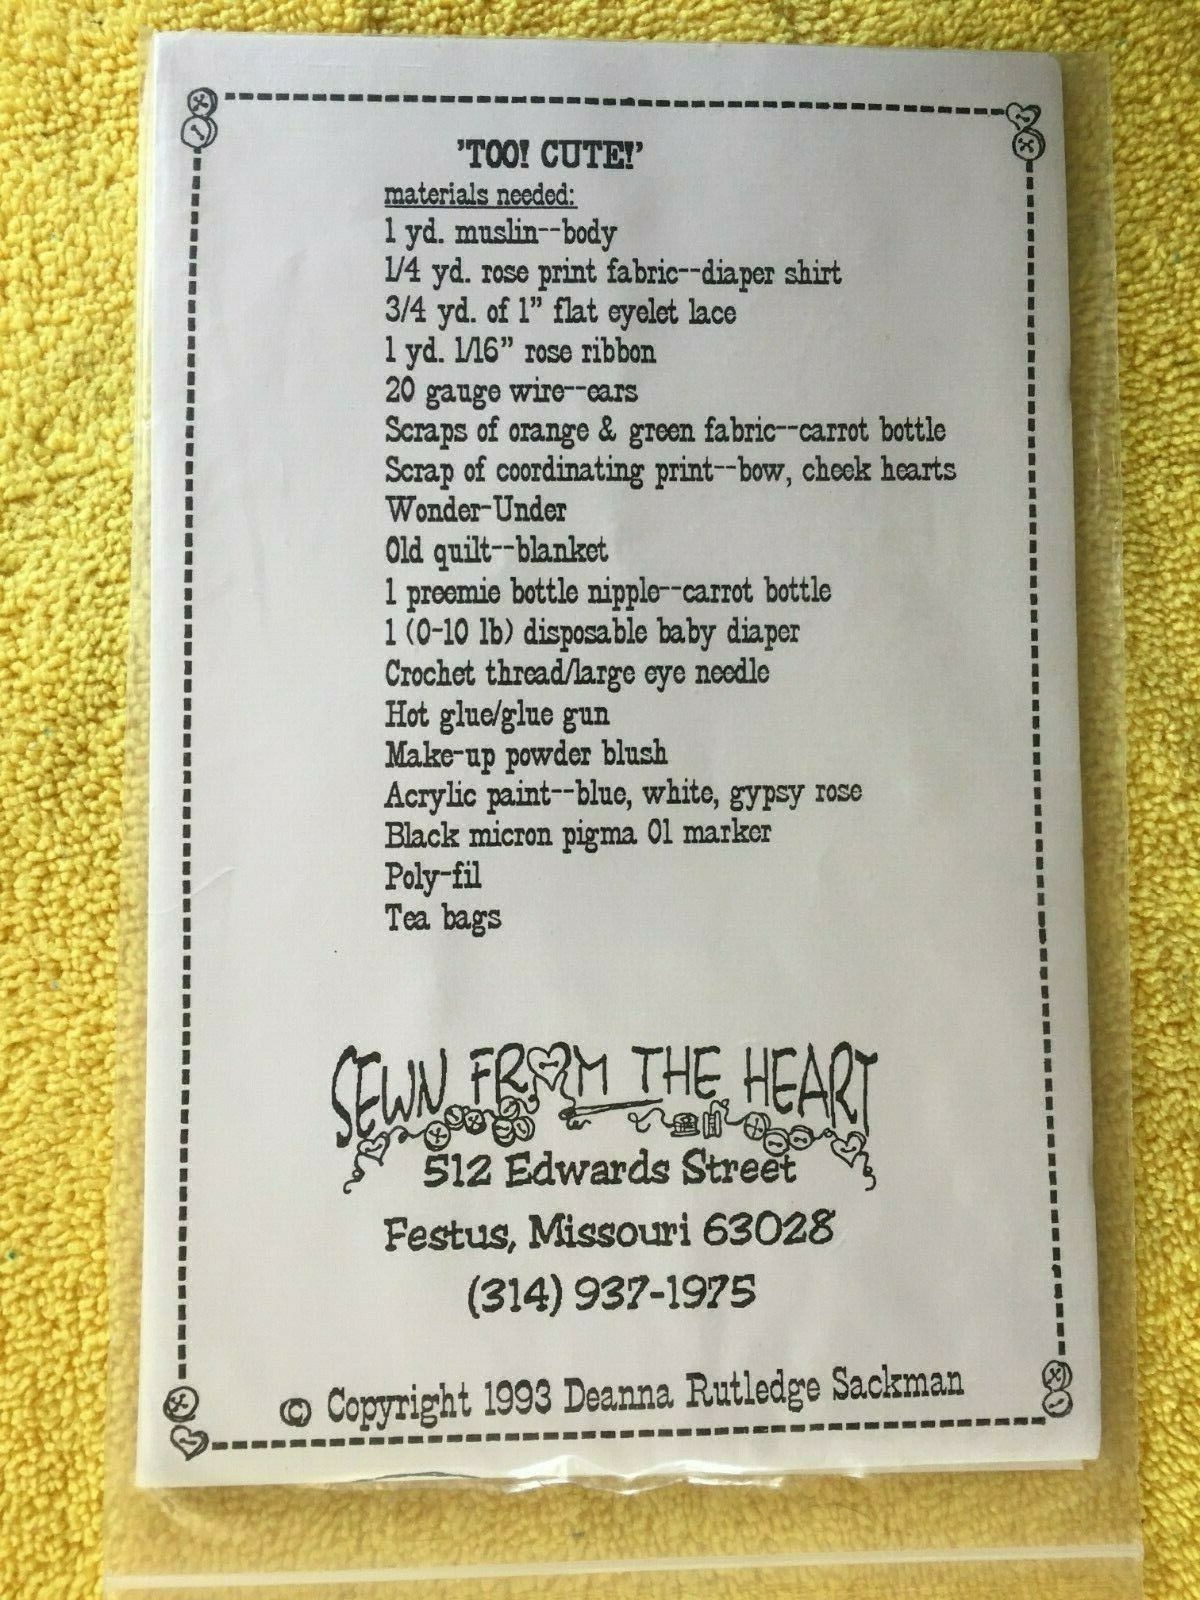 'TOO! CUTE!'
materials needed:
1 yd. muslin--body
1/4 yd. rose print fabric--diaper shirt
3/4 yd. of 1" flat eyelet lace
1 yd. 1/16" rose ribbon
20 gauge wire--ears
Scraps of orange & green fabric--carrot bottle
Scrap of coordinating print--bow, cheek hearts
Wonder-Under
Old quilt--blanket
1 preemie bottle nipple--carrot bottle
1 (0-10 lb) disposable baby diaper
Crochet thread/large eye needle
Hot glue/glue gun
Make-up powder blush
Acrylic paint--blue, white, gypsy rose
Black micron pigma 01 marker
Poly-fil
Tea bags
SEWN FROM THE HEART
512 Edwards Street
Festus, Missouri 63028
(314) 937-1975
© Copyright 1993 Deanna Rutledge Sackman